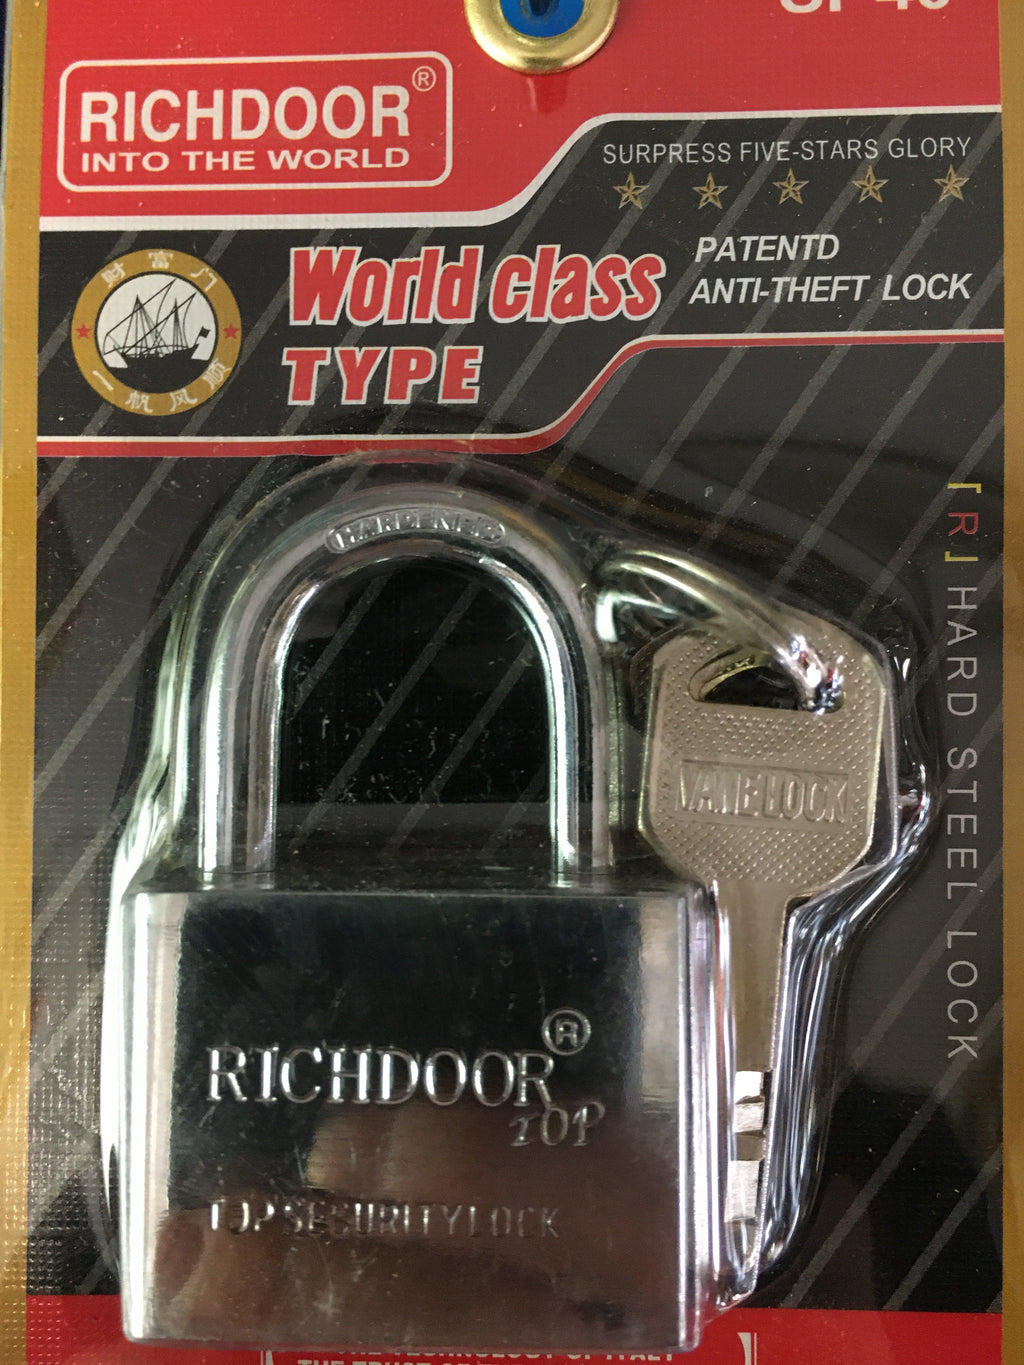 RICHDOOR®
INTO THE WORLD
SURPRESS FIVE-STARS GLORY
World class
TYPE
PATENTD
ANTI-THEFT LOCK
财富门
一帆风顺
HARDENED
「R」HARD STEEL LOCK
VANE LOCK
RICHDOOR®
TOP
TOP SECURITY LOCK